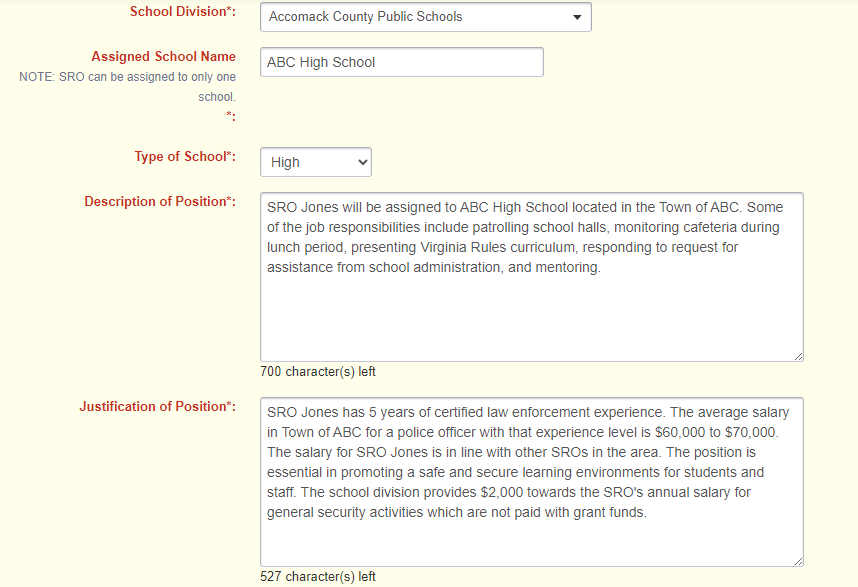 School Division*:
Accomack County Public Schools
Assigned School Name
NOTE: SRO can be assigned to only one
school.
*:
ABC High School
Type of School*:
High
Description of Position*:
SRO Jones will be assigned to ABC High School located in the Town of ABC. Some
of the job responsibilities include patrolling school halls, monitoring cafeteria during
lunch period, presenting Virginia Rules curriculum, responding to request for
assistance from school administration, and mentoring.
700 character(s) left
Justification of Position*:
SRO Jones has 5 years of certified law enforcement experience. The average salary
in Town of ABC for a police officer with that experience level is $60,000 to $70,000.
The salary for SRO Jones is in line with other SROs in the area. The position is
essential in promoting a safe and secure learning environments for students and
staff. The school division provides $2,000 towards the SRO's annual salary for
general security activities which are not paid with grant funds.
527 character(s) left